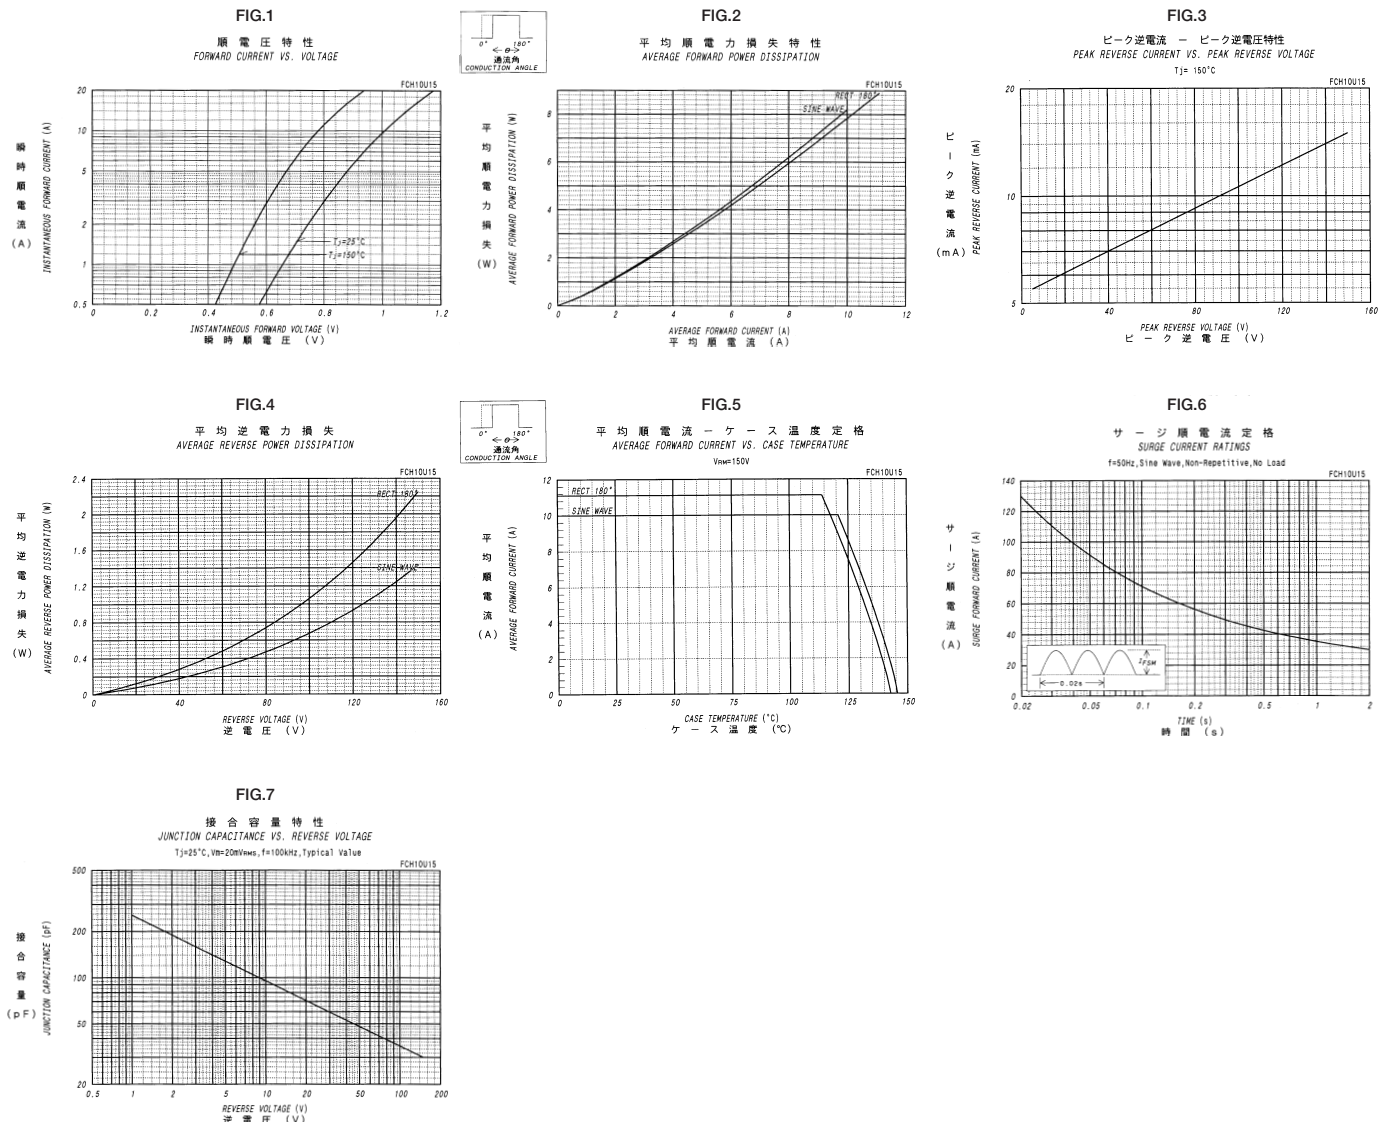 FIG.1
順電圧特性
FORWARD CURRENT VS. VOLTAGE
FCH10U15
瞬時順電流 (A)
INSTANTANEOUS FORWARD CURRENT (A)
20
10
5
2
1
0.5
Tj=25°C
Tj=150°C
0 0.2 0.4 0.6 0.8 1 1.2
INSTANTANEOUS FORWARD VOLTAGE (V)
瞬時順電圧 (V)
FIG.2
0° 180°
θ
通流角
CONDUCTION ANGLE
平均順電力損失特性
AVERAGE FORWARD POWER DISSIPATION
FCH10U15
平均順電力損失 (W)
AVERAGE FORWARD POWER DISSIPATION (W)
RECT 180°
SINE WAVE
8
6
4
2
0
0 2 4 6 8 10 12
AVERAGE FORWARD CURRENT (A)
平均順電流 (A)
FIG.3
ピーク逆電流 － ピーク逆電圧特性
PEAK REVERSE CURRENT VS. PEAK REVERSE VOLTAGE
Tj= 150°C
FCH10U15
ピーク逆電流 (mA)
PEAK REVERSE CURRENT (mA)
20
10
5
0 40 80 120 160
PEAK REVERSE VOLTAGE (V)
ピーク逆電圧 (V)
FIG.4
平均逆電力損失
AVERAGE REVERSE POWER DISSIPATION
FCH10U15
平均逆電力損失 (W)
AVERAGE REVERSE POWER DISSIPATION (W)
2.4
2
1.6
1.2
0.8
0.4
0
RECT 180°
SINE WAVE
0 40 80 120 160
REVERSE VOLTAGE (V)
逆電圧 (V)
FIG.5
0° 180°
θ
通流角
CONDUCTION ANGLE
平均順電流－ケース温度定格
AVERAGE FORWARD CURRENT VS. CASE TEMPERATURE
VRM=150V
FCH10U15
平均順電流 (A)
AVERAGE FORWARD CURRENT (A)
12
10
8
6
4
2
0
RECT 180°
SINE WAVE
0 25 50 75 100 125 150
CASE TEMPERATURE (°C)
ケース温度 (℃)
FIG.6
サージ順電流定格
SURGE CURRENT RATINGS
f=50Hz,Sine Wave,Non-Repetitive,No Load
FCH10U15
サージ順電流 (A)
SURGE FORWARD CURRENT (A)
140
120
100
80
60
40
20
0
IFSM
0.02s
0.02 0.05 0.1 0.2 0.5 1 2
TIME (s)
時間 (s)
FIG.7
接合容量特性
JUNCTION CAPACITANCE VS. REVERSE VOLTAGE
Tj=25°C,Vm=20mVRMS,f=100kHz,Typical Value
FCH10U15
接合容量 (pF)
JUNCTION CAPACITANCE (pF)
500
200
100
50
20
0.5 1 2 5 10 20 50 100 200
REVERSE VOLTAGE (V)
逆電圧 (V)